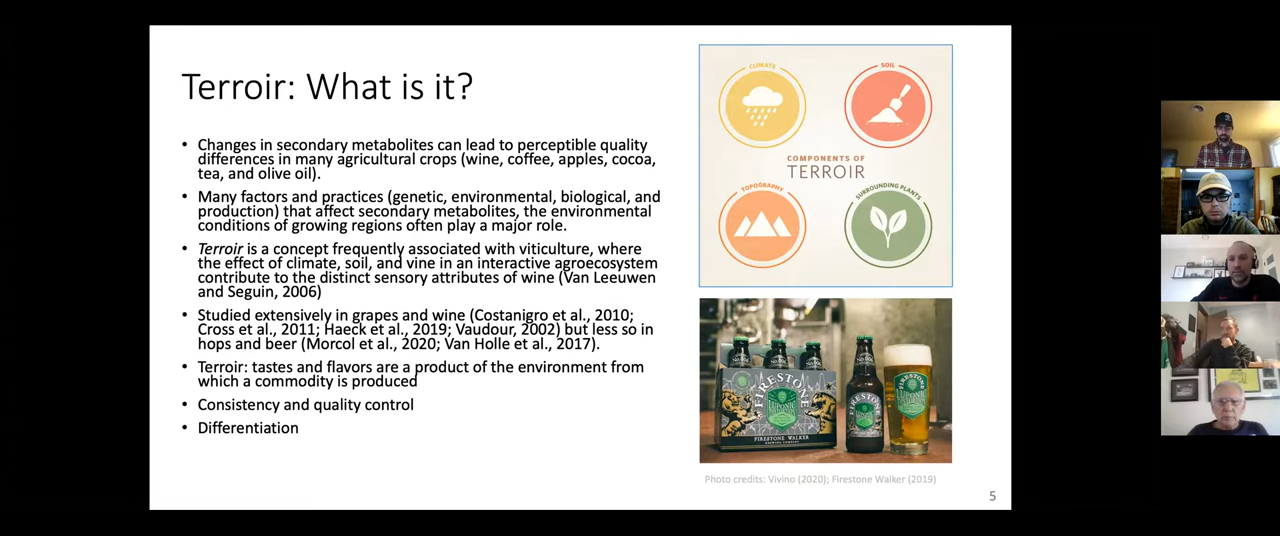 Terroir: What is it?
• Changes in secondary metabolites can lead to perceptible quality
differences in many agricultural crops (wine, coffee, apples, cocoa,
tea, and olive oil).
• Many factors and practices (genetic, environmental, biological, and
production) that affect secondary metabolites, the environmental
conditions of growing regions often play a major role.
• Terroir is a concept frequently associated with viticulture, where
the effect of climate, soil, and vine in an interactive agroecosystem
contribute to the distinct sensory attributes of wine (Van Leeuwen
and Seguin, 2006)
• Studied extensively in grapes and wine (Costanigro et al., 2010;
Cross et al., 2011; Haeck et al., 2019; Vaudour, 2002) but less so in
hops and beer (Morcol et al., 2020; Van Holle et al., 2017).
• Terroir: tastes and flavors are a product of the environment from
which a commodity is produced
• Consistency and quality control
• Differentiation
CLIMATE
SOIL
COMPONENTS OF
TERROIR
TOPOGRAPHY
SURROUNDING PLANTS
FIRESTONE
LUPONIC
FIRESTONE WALKER
FIRESTONE
LUPONIC
Photo credits: Vivino (2020); Firestone Walker (2019)
5